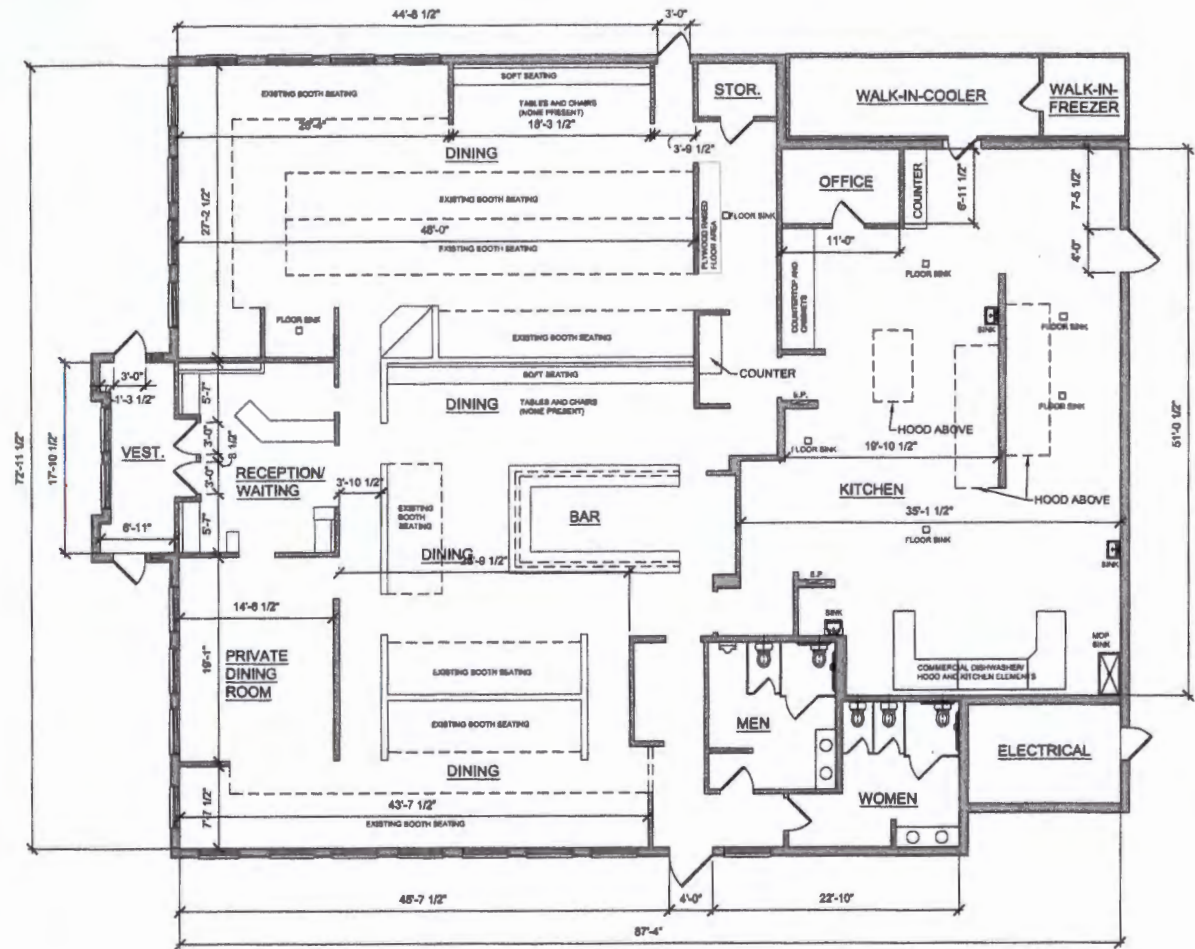 44'-8 1/2"
3'-0"
SOFT SEATING
EXISTING BOOTH SEATING
TABLES AND CHAIRS
(NONE PRESENT)
18'-3 1/2"
STOR.
WALK-IN-COOLER
WALK-IN-
FREEZER
DINING
3'-9 1/2"
OFFICE
COUNTER
6'-11 1/2"
7'-5 1/2"
EXISTING BOOTH SEATING
27'-2 1/2"
48'-0"
EXISTING BOOTH SEATING
PLYWOOD RAISED
FLOOR AREA
FLOOR SINK
11'-0"
4'-0"
FLOOR SINK
COUNTERTOP AND
CABINETS
FLOOR SINK
SINK
FLOOR SINK
EXISTING BOOTH SEATING
SOFT SEATING
COUNTER
3'-0"
1'-3 1/2"
5'-7"
DINING
TABLES AND CHAIRS
(NONE PRESENT)
FLOOR SINK
HOOD ABOVE
72'-11 1/2"
17'-10 1/2"
VEST.
3'-0"
8 1/2"
3'-0"
RECEPTION/
WAITING
FLOOR SINK
19'-10 1/2"
51'-0 1/2"
3'-10 1/2"
KITCHEN
HOOD ABOVE
EXISTING
BOOTH
SEATING
BAR
35'-1 1/2"
6'-11"
5'-7"
FLOOR SINK
DINING
SINK
14'-6 1/2"
SINK
PRIVATE
DINING
ROOM
19'-1"
EXISTING BOOTH SEATING
COMMERCIAL DISHWASHER/
HOOD AND KITCHEN ELEMENTS
MOP
SINK
EXISTING BOOTH SEATING
MEN
ELECTRICAL
DINING
WOMEN
7'-7 1/2"
43'-7 1/2"
EXISTING BOOTH SEATING
4'-0"
22'-10"
87'-4"